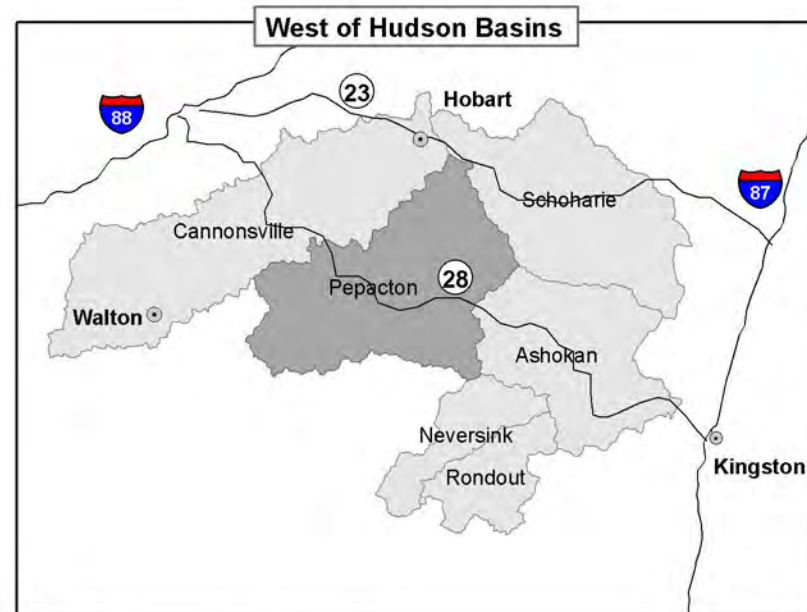 West of Hudson Basins
23
Hobart
88
87
Schoharie
Cannonsville
28
Pepacton
Walton
Ashokan
Neversink
Kingston
Rondout